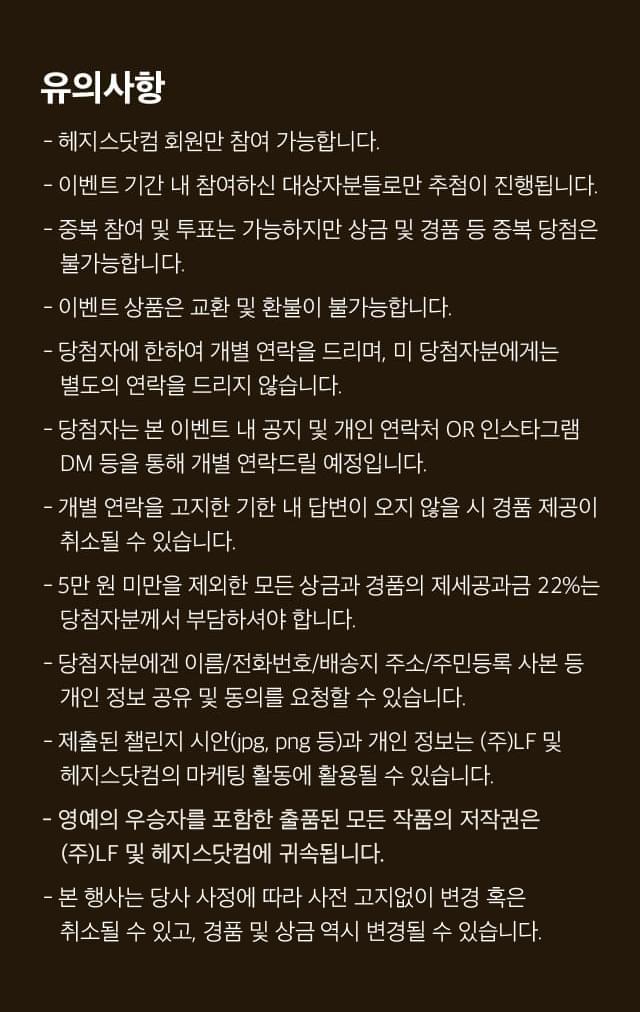 유의사항
- 헤지스닷컴 회원만 참여 가능합니다.
- 이벤트 기간 내 참여하신 대상자분들로만 추첨이 진행됩니다.
- 중복 참여 및 투표는 가능하지만 상금 및 경품 등 중복 당첨은
불가능합니다.
- 이벤트 상품은 교환 및 환불이 불가능합니다.
- 당첨자에 한하여 개별 연락을 드리며, 미 당첨자분에게는
별도의 연락을 드리지 않습니다.
- 당첨자는 본 이벤트 내 공지 및 개인 연락처 OR 인스타그램
DM 등을 통해 개별 연락드릴 예정입니다.
- 개별 연락을 고지한 기한 내 답변이 오지 않을 시 경품 제공이
취소될 수 있습니다.
- 5만 원 미만을 제외한 모든 상금과 경품의 제세공과금 22%는
당첨자분께서 부담하셔야 합니다.
- 당첨자분에겐 이름/전화번호/배송지 주소/주민등록 사본 등
개인 정보 공유 및 동의를 요청할 수 있습니다.
- 제출된 챌린지 시안(jpg, png 등)과 개인 정보는 (주)LF 및
헤지스닷컴의 마케팅 활동에 활용될 수 있습니다.
- 영예의 우승자를 포함한 출품된 모든 작품의 저작권은
(주)LF 및 헤지스닷컴에 귀속됩니다.
- 본 행사는 당사 사정에 따라 사전 고지없이 변경 혹은
취소될 수 있고, 경품 및 상금 역시 변경될 수 있습니다.